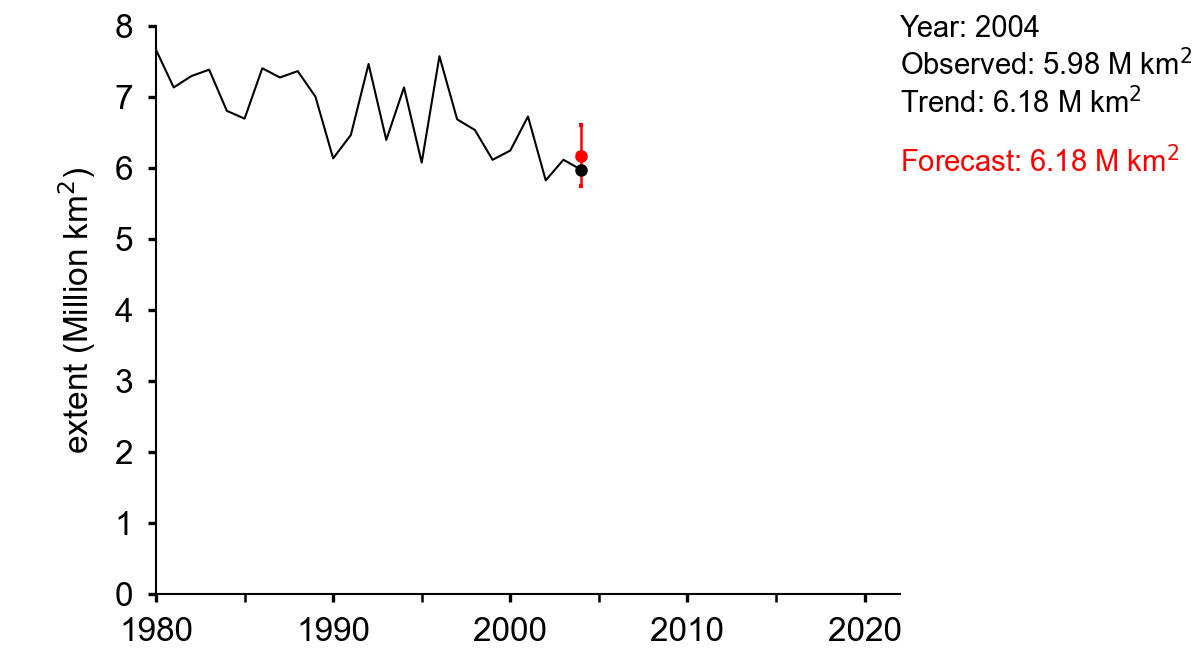 Year: 2004
Observed: 5.98 M km²
Trend: 6.18 M km²
Forecast: 6.18 M km²
extent (Million km²)
8
7
6
5
4
3
2
1
0
1980 1990 2000 2010 2020